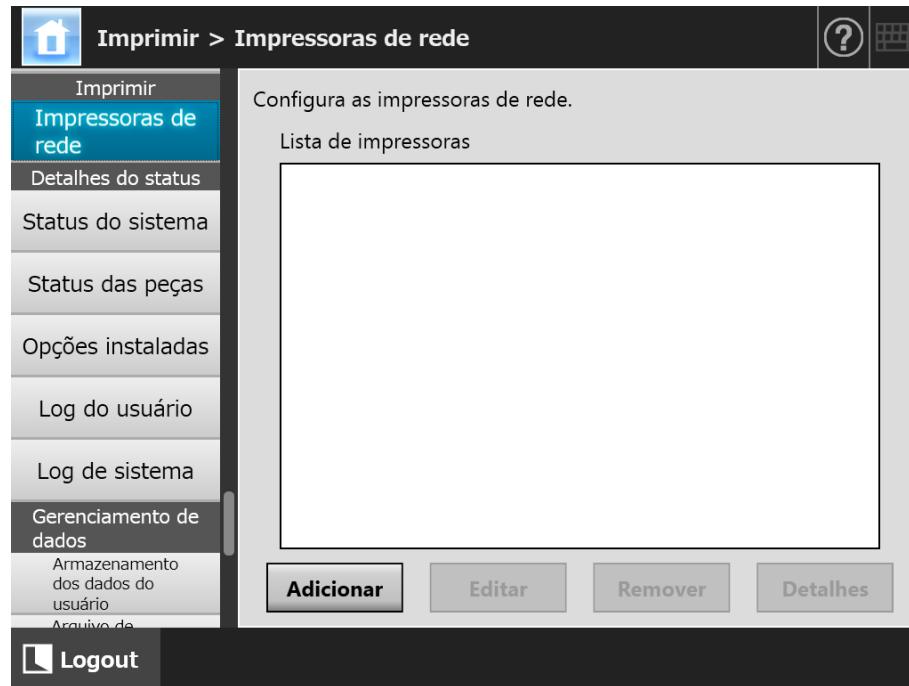 Imprimir > Impressoras de rede
?
Imprimir
Impressoras de
rede
Detalhes do status
Status do sistema
Status das peças
Opções instaladas
Log do usuário
Log de sistema
Gerenciamento de
dados
Armazenamento
dos dados do
usuário
Arquivo de
Configura as impressoras de rede.
Lista de impressoras
Adicionar
Editar
Remover
Detalhes
Logout